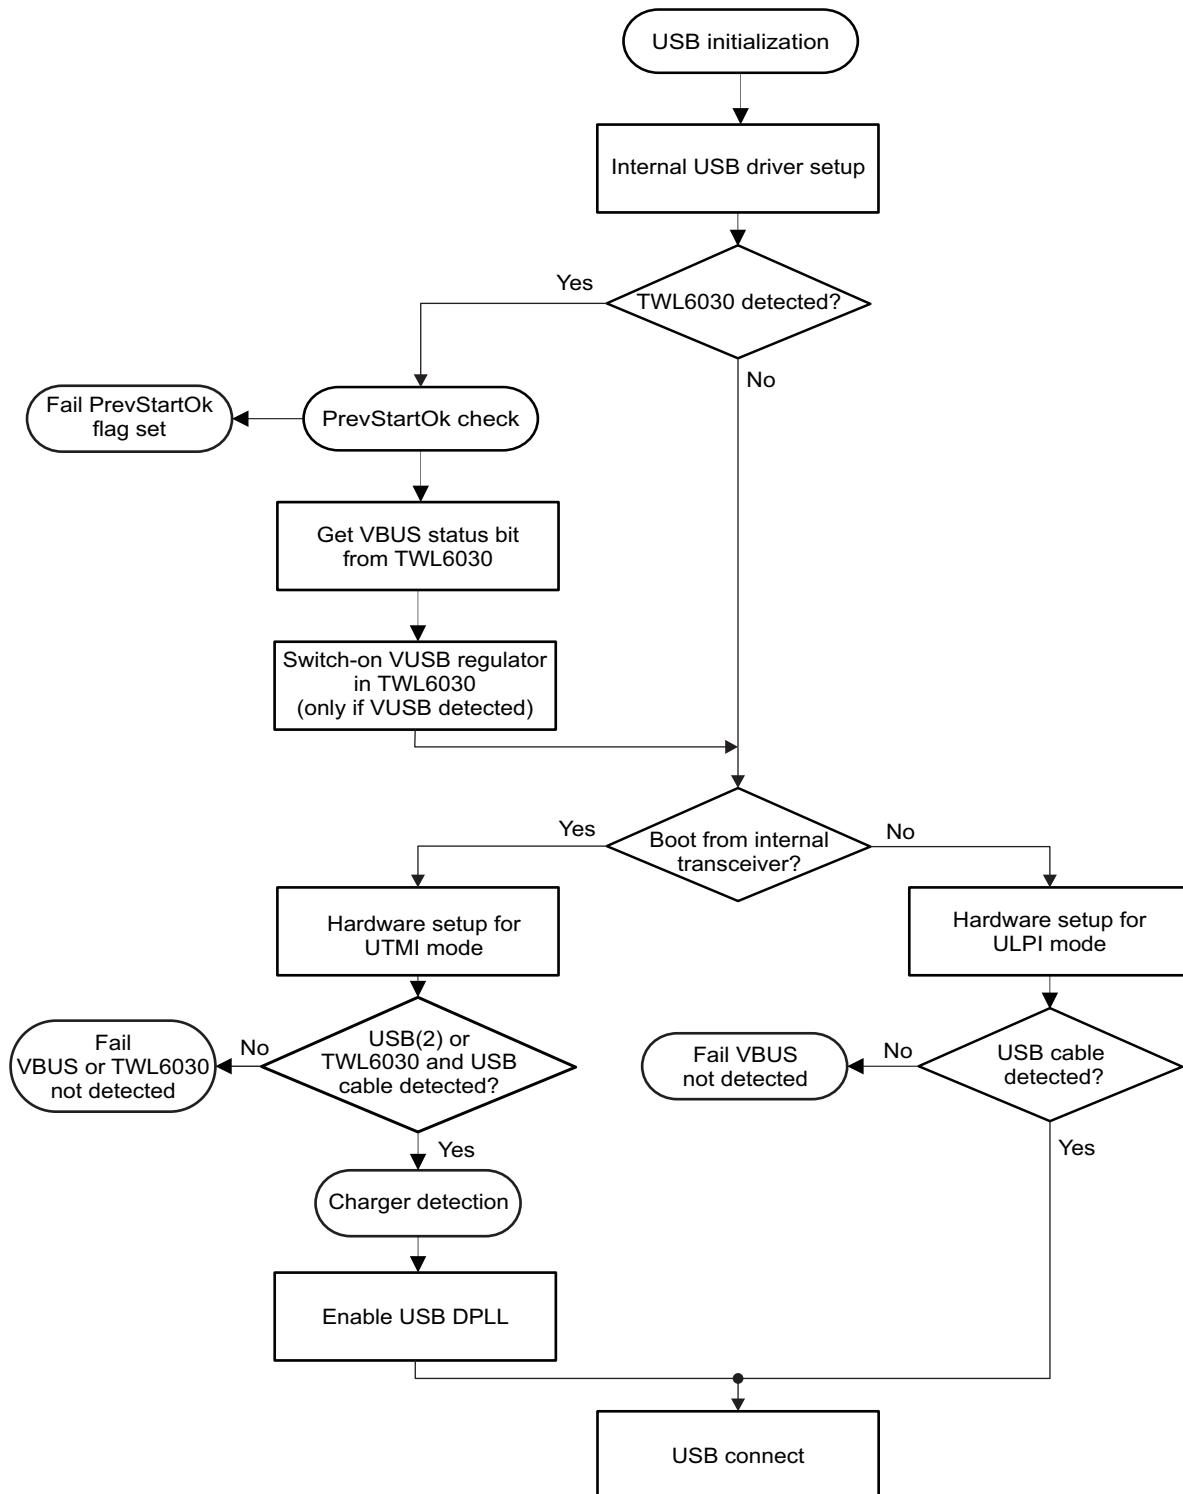 USB initialization
Internal USB driver setup
Yes
TWL6030 detected?
No
Fail PrevStartOk
flag set
PrevStartOk check
Get VBUS status bit
from TWL6030
Switch-on VUSB regulator
in TWL6030
(only if VUSB detected)
Yes
Boot from internal
transceiver?
No
Hardware setup for
UTMI mode
Hardware setup for
ULPI mode
Fail
VBUS or TWL6030
not detected
No
USB(2) or
TWL6030 and USB
cable detected?
Yes
Fail VBUS
not detected
No
USB cable
detected?
Yes
Charger detection
Enable USB DPLL
USB connect